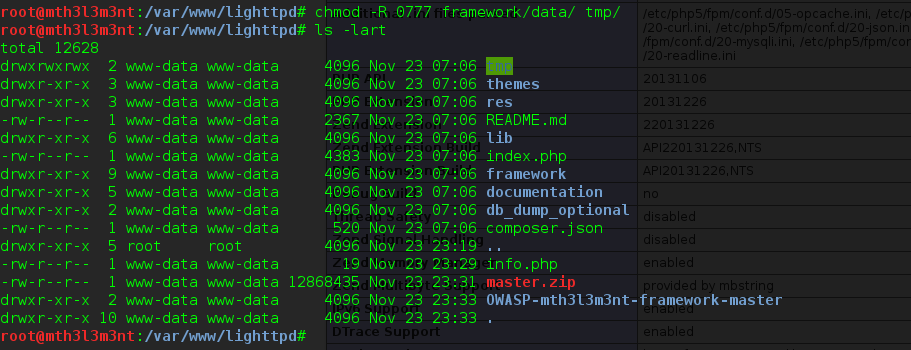 root@mth3l3m3nt:/var/www/lighttpd# chmod -R 0777 framework/data/ tmp/
root@mth3l3m3nt:/var/www/lighttpd# ls -lart
total 12628
drwxrwxrwx 2 www-data www-data 4096 Nov 23 07:06 tmp
drwxr-xr-x 3 www-data www-data 4096 Nov 23 07:06 themes
drwxr-xr-x 3 www-data www-data 4096 Nov 23 07:06 res
-rw-r--r-- 1 www-data www-data 2367 Nov 23 07:06 README.md
drwxr-xr-x 6 www-data www-data 4096 Nov 23 07:06 lib
-rw-r--r-- 1 www-data www-data 4383 Nov 23 07:06 index.php
drwxr-xr-x 9 www-data www-data 4096 Nov 23 07:06 framework
drwxr-xr-x 5 www-data www-data 4096 Nov 23 07:06 documentation
drwxr-xr-x 2 www-data www-data 4096 Nov 23 07:06 db_dump_optional
-rw-r--r-- 1 www-data www-data 520 Nov 23 07:06 composer.json
drwxr-xr-x 5 root root 4096 Nov 23 23:19 ..
-rw-r--r-- 1 www-data www-data 19 Nov 23 23:29 info.php
-rw-r--r-- 1 www-data www-data 12868435 Nov 23 23:31 master.zip
drwxr-xr-x 2 www-data www-data 4096 Nov 23 23:33 OWASP-mth3l3m3nt-framework-master
drwxr-xr-x 10 www-data www-data 4096 Nov 23 23:33 .
root@mth3l3m3nt:/var/www/lighttpd#
/etc/php5/fpm/conf.d/05-opcache.ini, /etc/p
/20-curl.ini, /etc/php5/fpm/conf.d/20-json.in
/fpm/conf.d/20-mysqli.ini, /etc/php5/fpm/con
/20-readline.ini
20131106
20131226
220131226
API220131226,NTS
API20131226,NTS
no
disabled
disabled
enabled
provided by mbstring
enabled
DTrace Support enabled